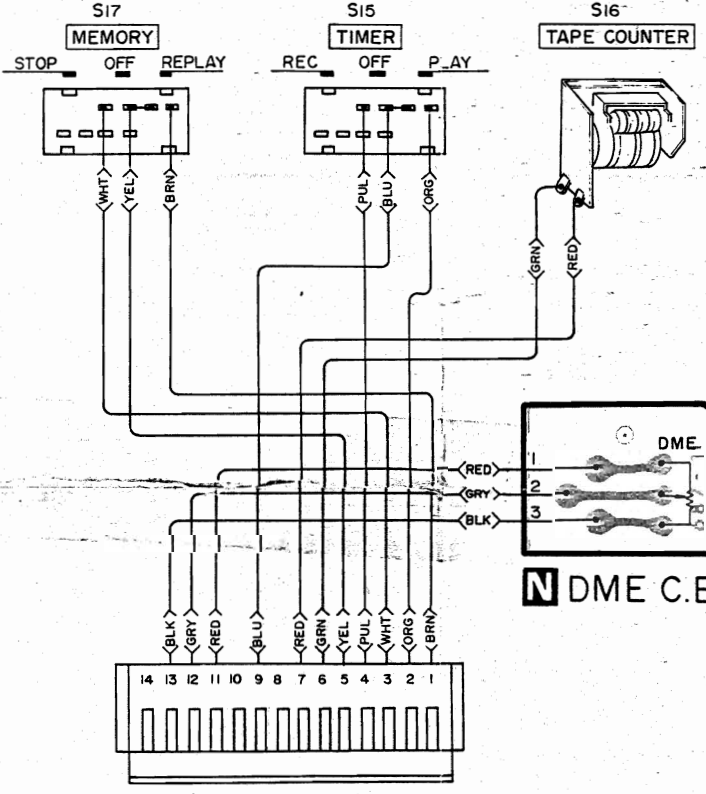 S17 S15 S16
MEMORY TIMER TAPE COUNTER
STOP OFF REPLAY REC OFF PLAY
WHT YEL BRN PUL BLU ORG
GRN RED
DME
RED 1
GRY 2
BLK 3
N DME C.B
BLK GRY RED BLU RED GRN YEL PUL WHT ORG BRN
14 13 12 11 10 9 8 7 6 5 4 3 2 1